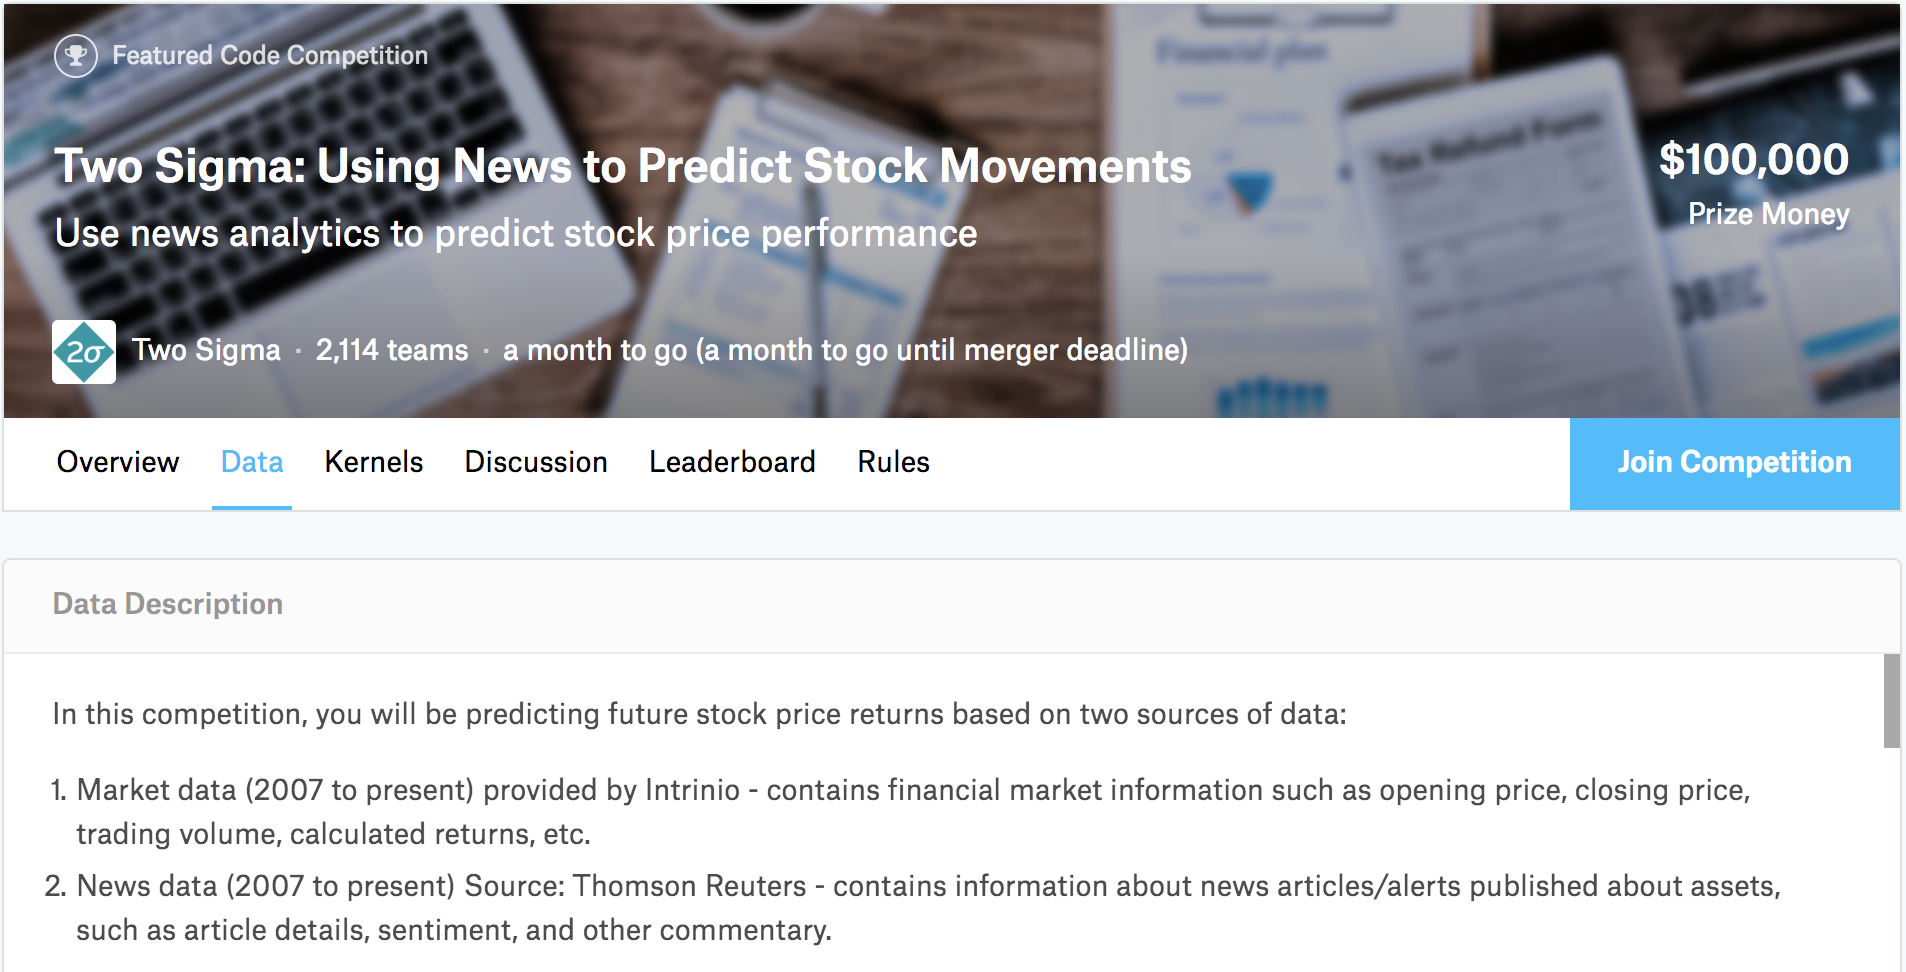 Featured Code Competition
Financial plan
Two Sigma: Using News to Predict Stock Movements
$100,000
Tax Refund Form
Use news analytics to predict stock price performance
Prize Money
2σ
Two Sigma · 2,114 teams · a month to go (a month to go until merger deadline)
Overview Data Kernels Discussion Leaderboard Rules Join Competition
Data Description
In this competition, you will be predicting future stock price returns based on two sources of data:
1. Market data (2007 to present) provided by Intrinio - contains financial market information such as opening price, closing price,
trading volume, calculated returns, etc.
2. News data (2007 to present) Source: Thomson Reuters - contains information about news articles/alerts published about assets,
such as article details, sentiment, and other commentary.